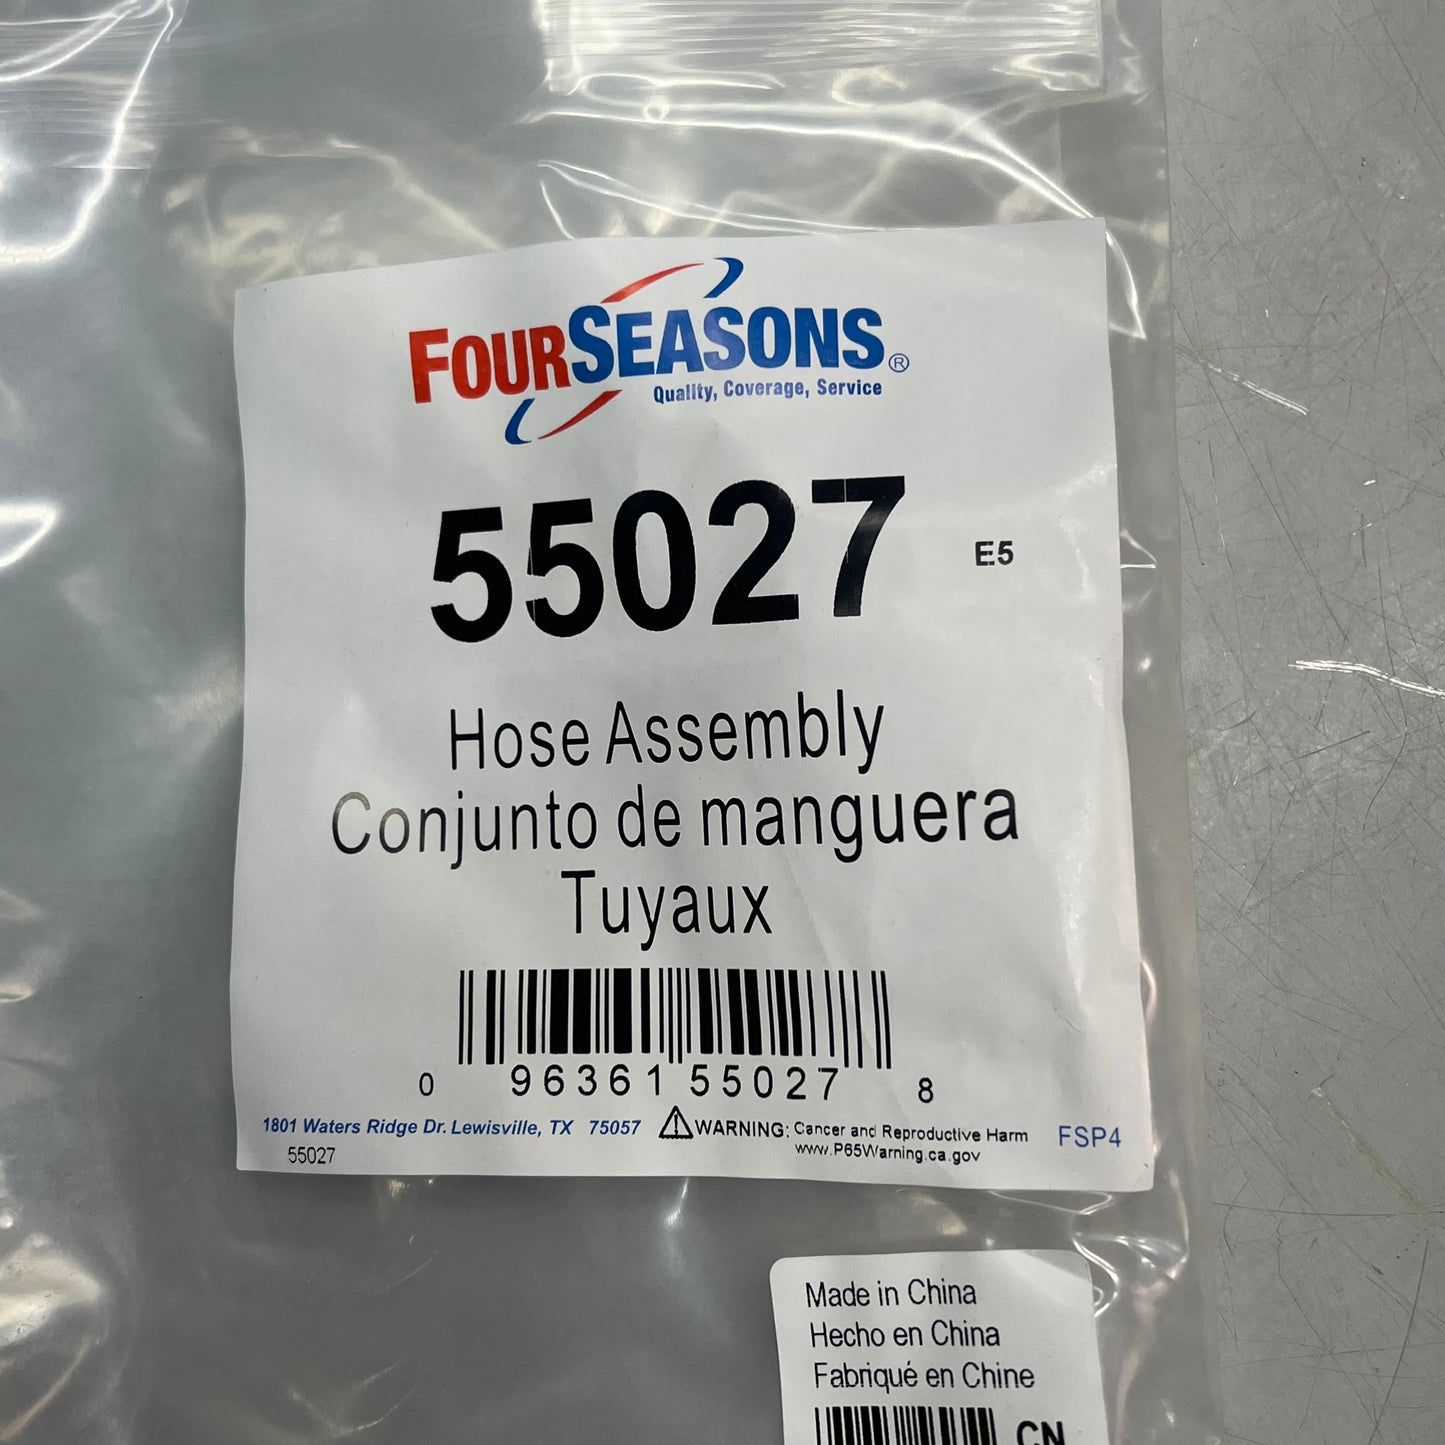 FOURSEASONS®
Quality, Coverage, Service
55027 E5
Hose Assembly
Conjunto de manguera
Tuyaux
0 96361 55027 8
1801 Waters Ridge Dr. Lewisville, TX 75057
55027
WARNING: Cancer and Reproductive Harm
www.P65Warning.ca.gov
FSP4
Made in China
Hecho en China
Fabriqué en Chine
CN